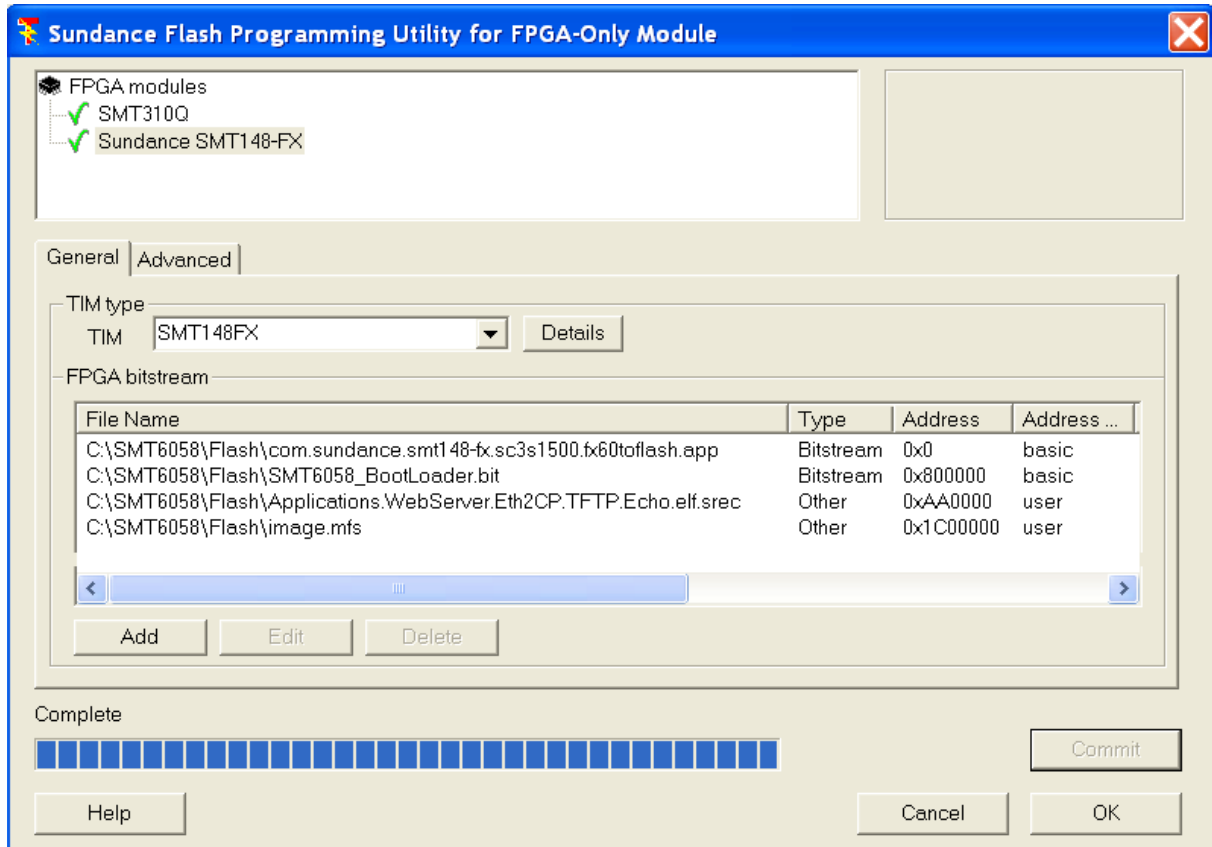 Sundance Flash Programming Utility for FPGA-Only Module
FPGA modules
SMT310Q
Sundance SMT148-FX
General Advanced
TIM type
TIM SMT148FX Details
FPGA bitstream
File Name Type Address Address ...
C:\SMT6058\Flash\com.sundance.smt148-fx.sc3s1500.fx60toflash.app Bitstream 0x0 basic
C:\SMT6058\Flash\SMT6058_BootLoader.bit Bitstream 0x800000 basic
C:\SMT6058\Flash\Applications.WebServer.Eth2CP.TFTP.Echo.elf.srec Other 0xAA0000 user
C:\SMT6058\Flash\image.mfs Other 0x1C00000 user
Add Edit Delete
Complete
Commit
Help Cancel OK